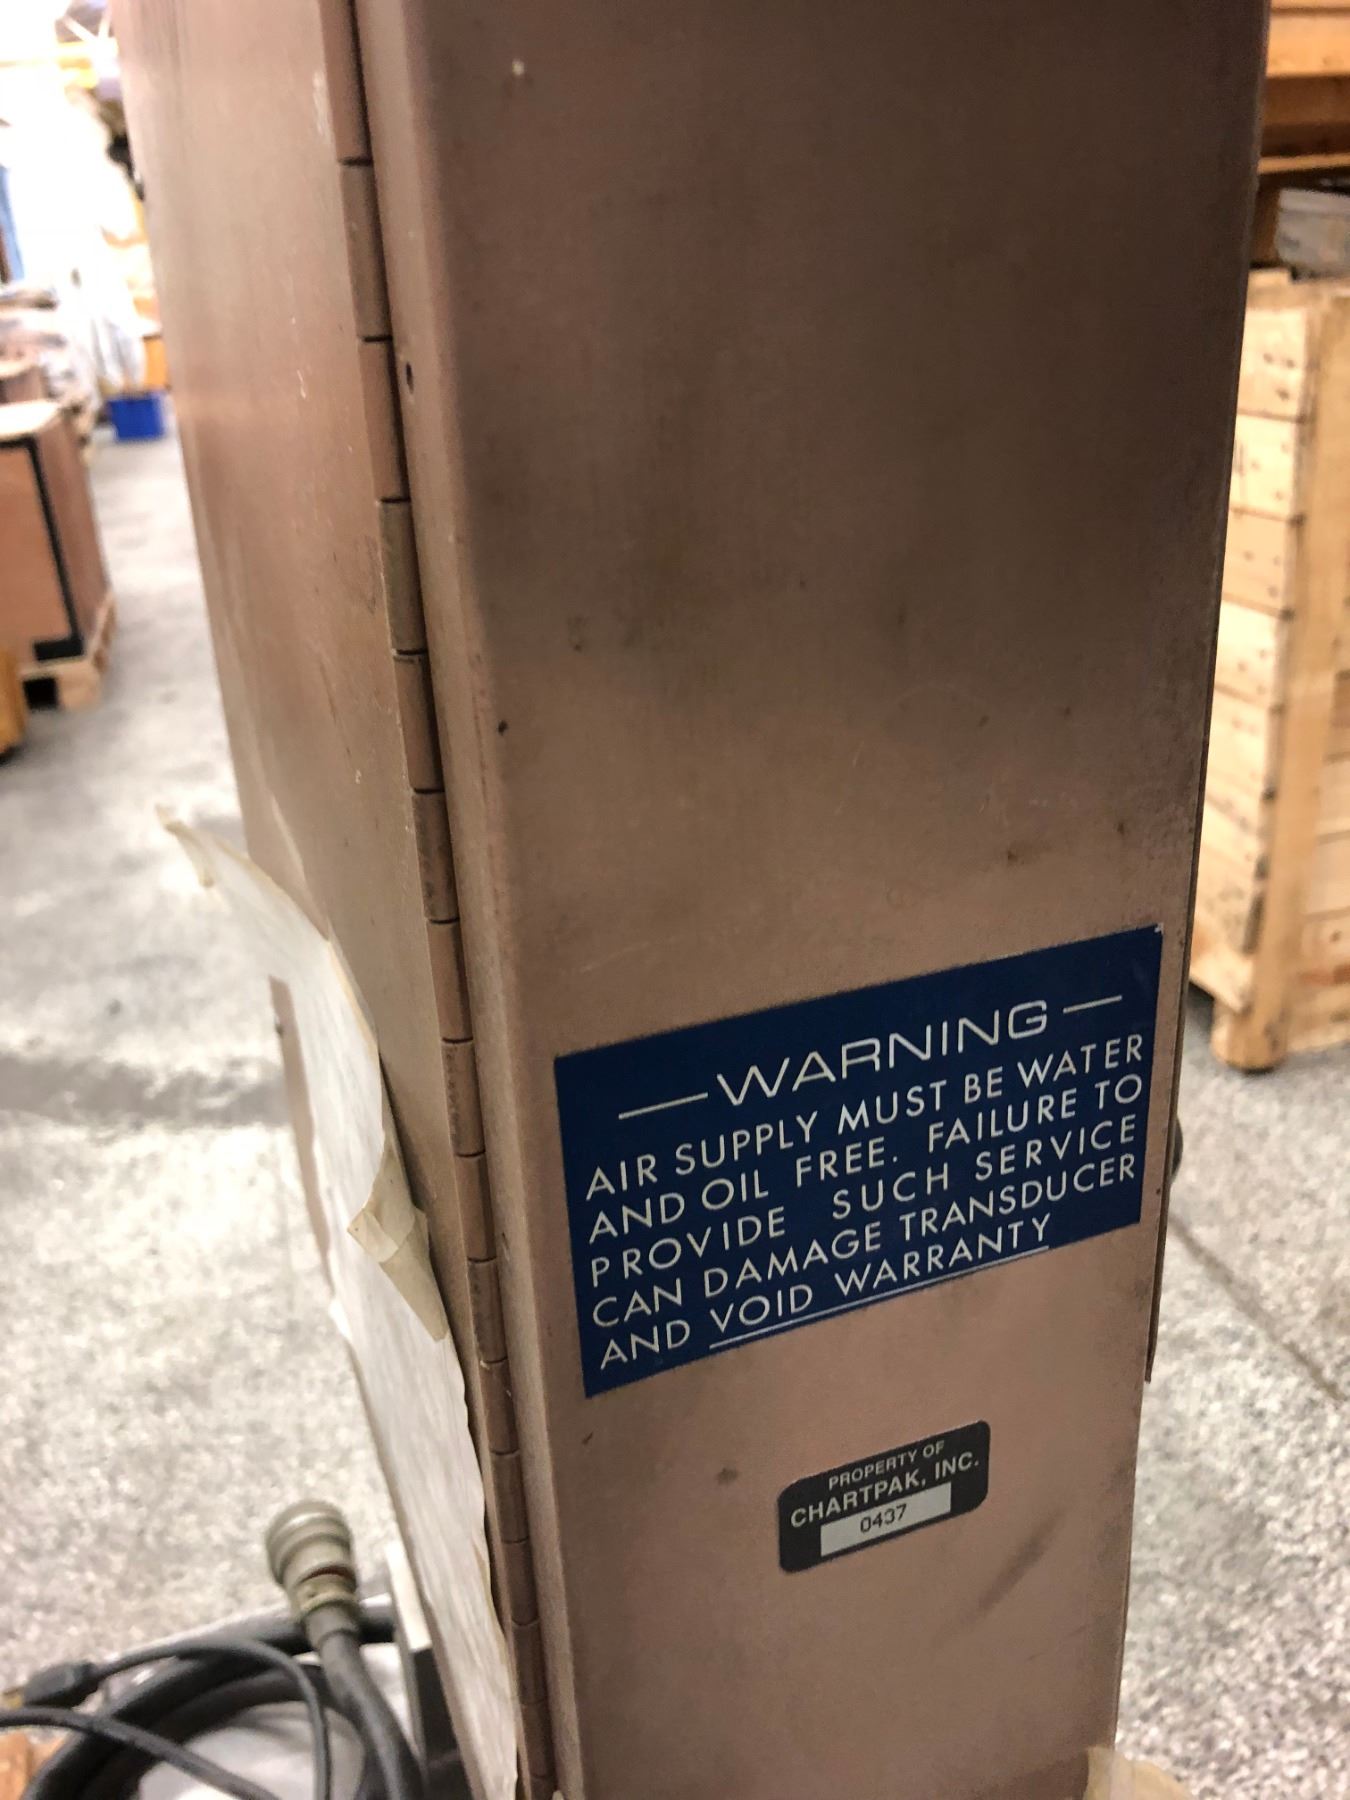 — WARNING —
AIR SUPPLY MUST BE WATER
AND OIL FREE. FAILURE TO
PROVIDE SUCH SERVICE
CAN DAMAGE TRANSDUCER
AND VOID WARRANTY
PROPERTY OF
CHARTPAK, INC.
0437